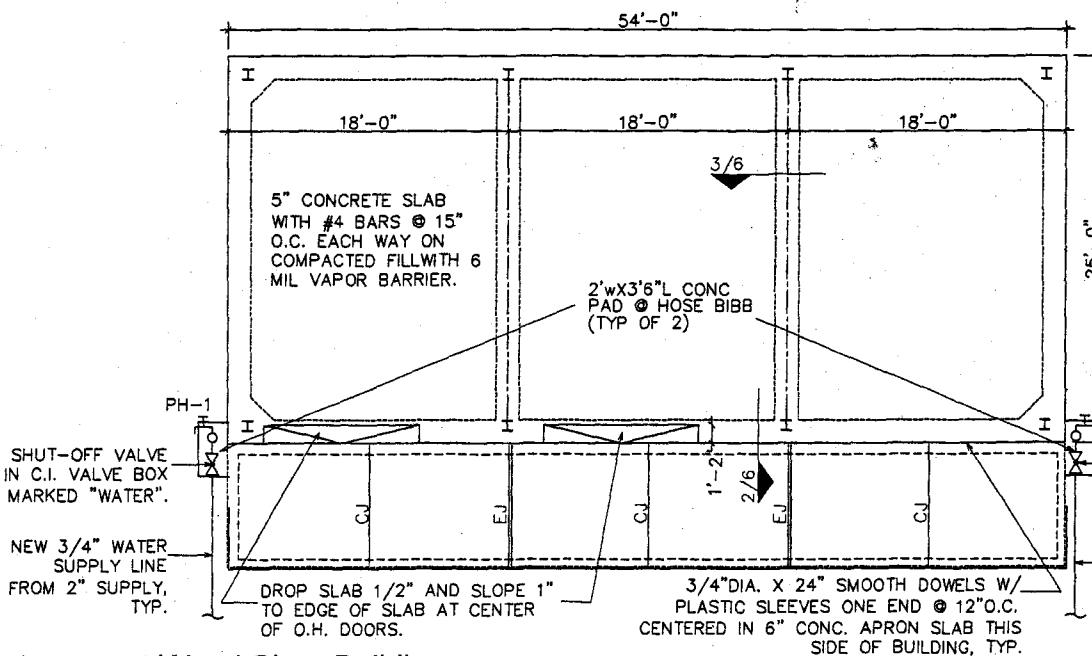 54'-0"
18'-0"
18'-0"
18'-0"
3/6
5" CONCRETE SLAB
WITH #4 BARS @ 15"
O.C. EACH WAY ON
COMPACTED FILLWITH 6
MIL VAPOR BARRIER.
2'wX3'6"L CONC
PAD @ HOSE BIBB
(TYP OF 2)
PH-1
SHUT-OFF VALVE
IN C.I. VALVE BOX
MARKED "WATER".
1'-2"
2/6
CJ
EJ
CJ
EJ
CJ
NEW 3/4" WATER
SUPPLY LINE
FROM 2" SUPPLY,
TYP.
DROP SLAB 1/2" AND SLOPE 1"
TO EDGE OF SLAB AT CENTER
OF O.H. DOORS.
3/4"DIA. X 24" SMOOTH DOWELS W/
PLASTIC SLEEVES ONE END @ 12"O.C.
CENTERED IN 6" CONC. APRON SLAB THIS
SIDE OF BUILDING, TYP.